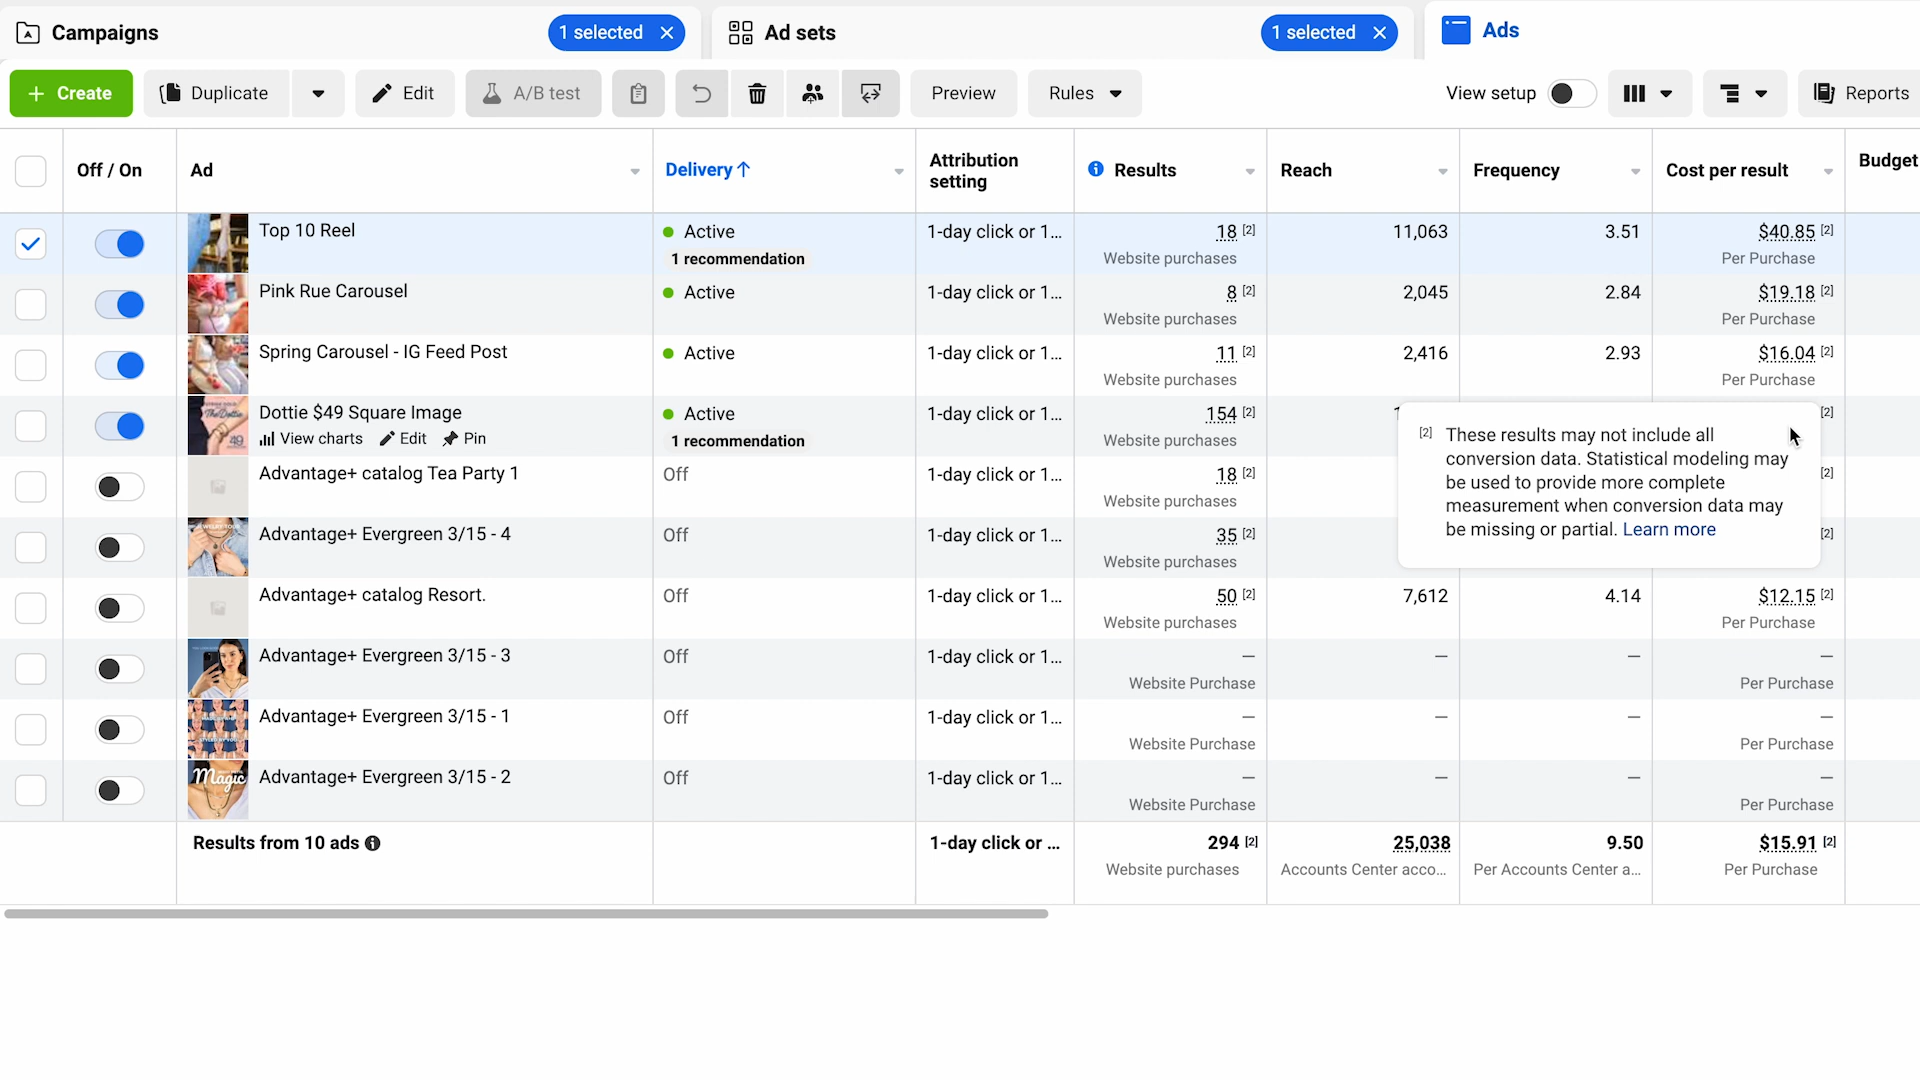 Campaigns
1 selected
Ad sets
1 selected
Ads
+ Create
Duplicate
Edit
A/B test
Preview
Rules
View setup
Reports
Off / On
Ad
Delivery ↑
Attribution
setting
Results
Reach
Frequency
Cost per result
Budget
Top 10 Reel
Active
1 recommendation
1-day click or 1...
18 [2]
Website purchases
11,063
3.51
$40.85 [2]
Per Purchase
Pink Rue Carousel
Active
1-day click or 1...
8 [2]
Website purchases
2,045
2.84
$19.18 [2]
Per Purchase
Spring Carousel - IG Feed Post
Active
1-day click or 1...
11 [2]
Website purchases
2,416
2.93
$16.04 [2]
Per Purchase
Dottie $49 Square Image
View charts
Edit
Pin
Active
1 recommendation
1-day click or 1...
154 [2]
Website purchases
[2]
[2] These results may not include all
conversion data. Statistical modeling may
be used to provide more complete
measurement when conversion data may
be missing or partial. Learn more
Advantage+ catalog Tea Party 1
Off
1-day click or 1...
18 [2]
Website purchases
[2]
Advantage+ Evergreen 3/15 - 4
Off
1-day click or 1...
35 [2]
Website purchases
[2]
Advantage+ catalog Resort.
Off
1-day click or 1...
50 [2]
Website purchases
7,612
4.14
$12.15 [2]
Per Purchase
Advantage+ Evergreen 3/15 - 3
Off
1-day click or 1...
—
Website Purchase
—
—
—
Per Purchase
Advantage+ Evergreen 3/15 - 1
Off
1-day click or 1...
—
Website Purchase
—
—
—
Per Purchase
Magic
Advantage+ Evergreen 3/15 - 2
Off
1-day click or 1...
—
Website Purchase
—
—
—
Per Purchase
Results from 10 ads
1-day click or ...
294 [2]
Website purchases
25,038
Accounts Center acco...
9.50
Per Accounts Center a...
$15.91 [2]
Per Purchase